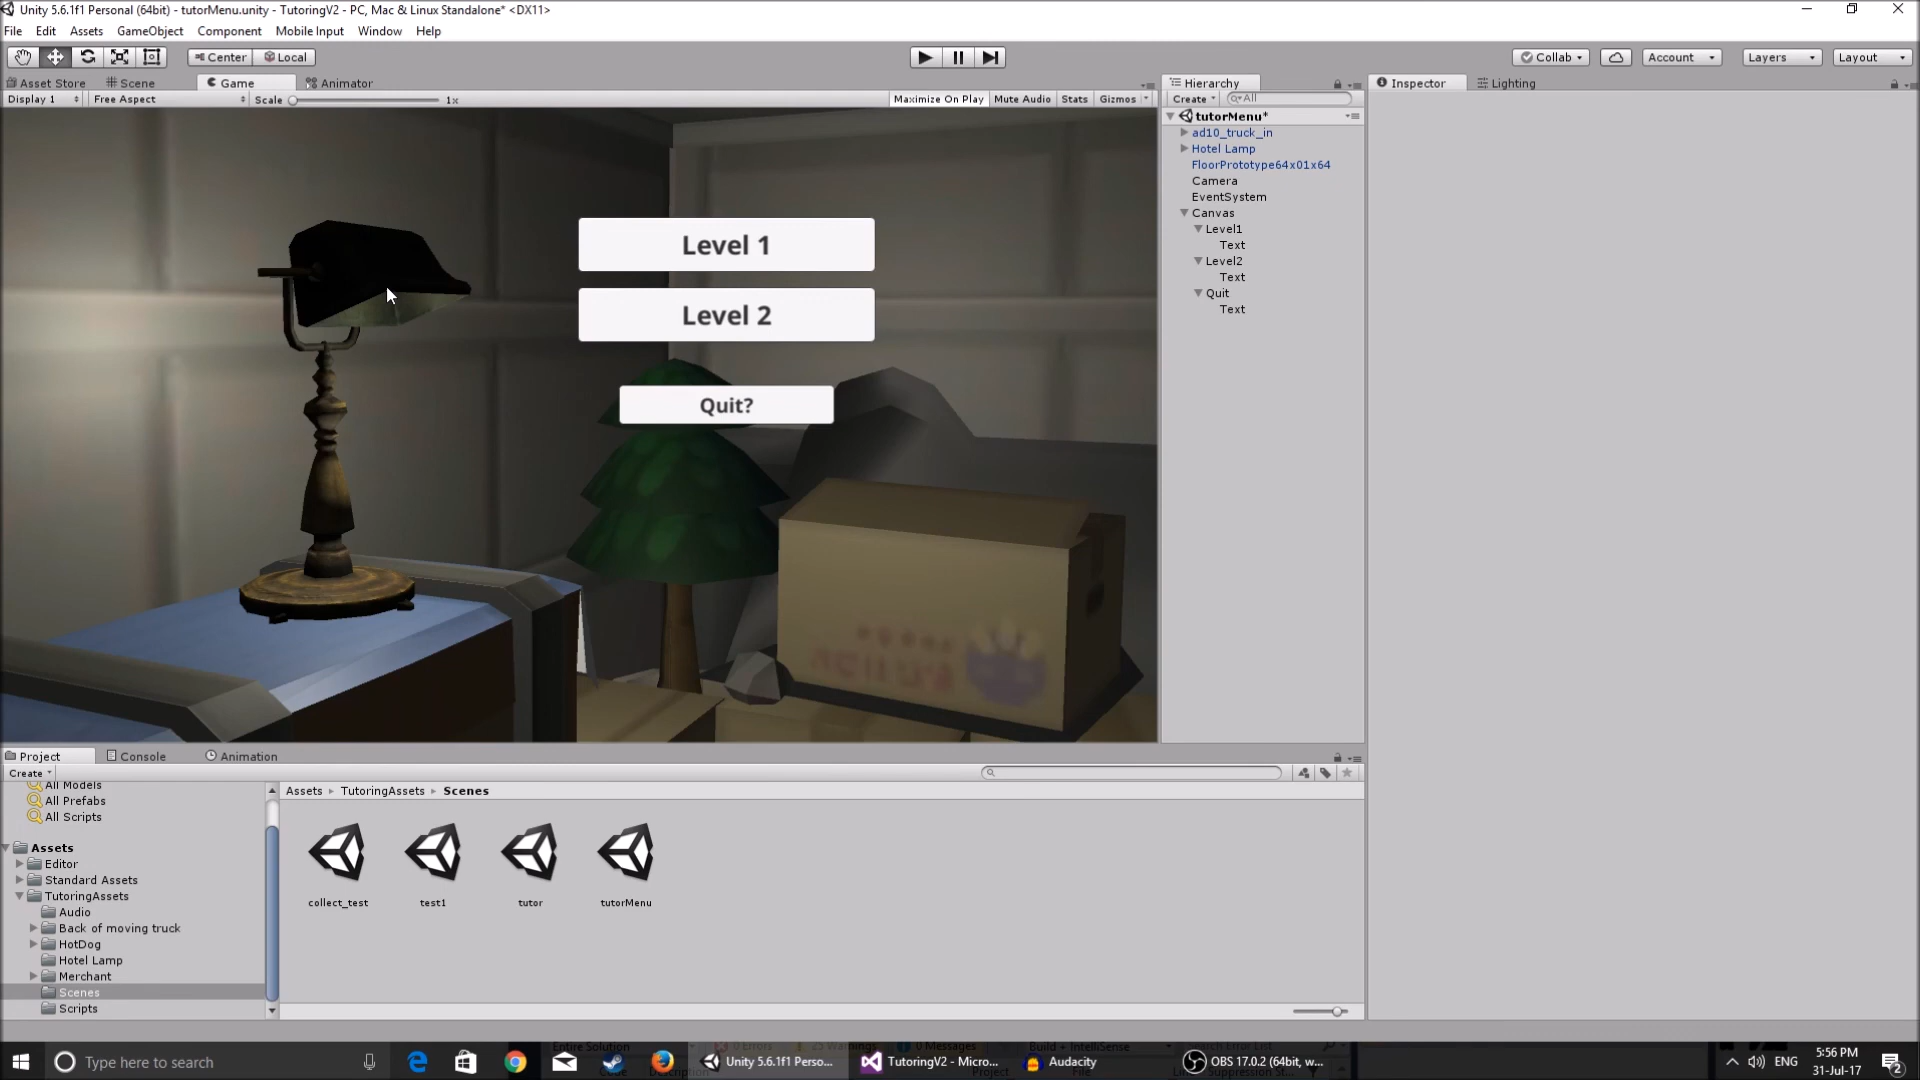 Unity 5.6.1f1 Personal (64bit) - tutorMenu.unity - TutoringV2 - PC, Mac & Linux Standalone* <DX11>
File Edit Assets GameObject Component Mobile Input Window Help
Center Local Collab Account Layers Layout
Asset Store Scene Game Animator Hierarchy Inspector Lighting
Display 1 Free Aspect Scale 1x Maximize On Play Mute Audio Stats Gizmos Create All
tutorMenu*
ad10_truck_in
Hotel Lamp
FloorPrototype64x01x64
Camera
EventSystem
Canvas
Level1
Text
Level2
Text
Quit
Text
Level 1
Level 2
Quit?
Project Console Animation
Create
All Models
All Prefabs
All Scripts
Assets
Editor
Standard Assets
TutoringAssets
Audio
Back of moving truck
HotDog
Hotel Lamp
Merchant
Scenes
Scripts
Assets TutoringAssets Scenes
collect_test test1 tutor tutorMenu
Type here to search
Unity 5.6.1f1 Perso...
TutoringV2 - Micro...
Audacity
OBS 17.0.2 (64bit, w...
ENG
5:56 PM
31-Jul-17
2